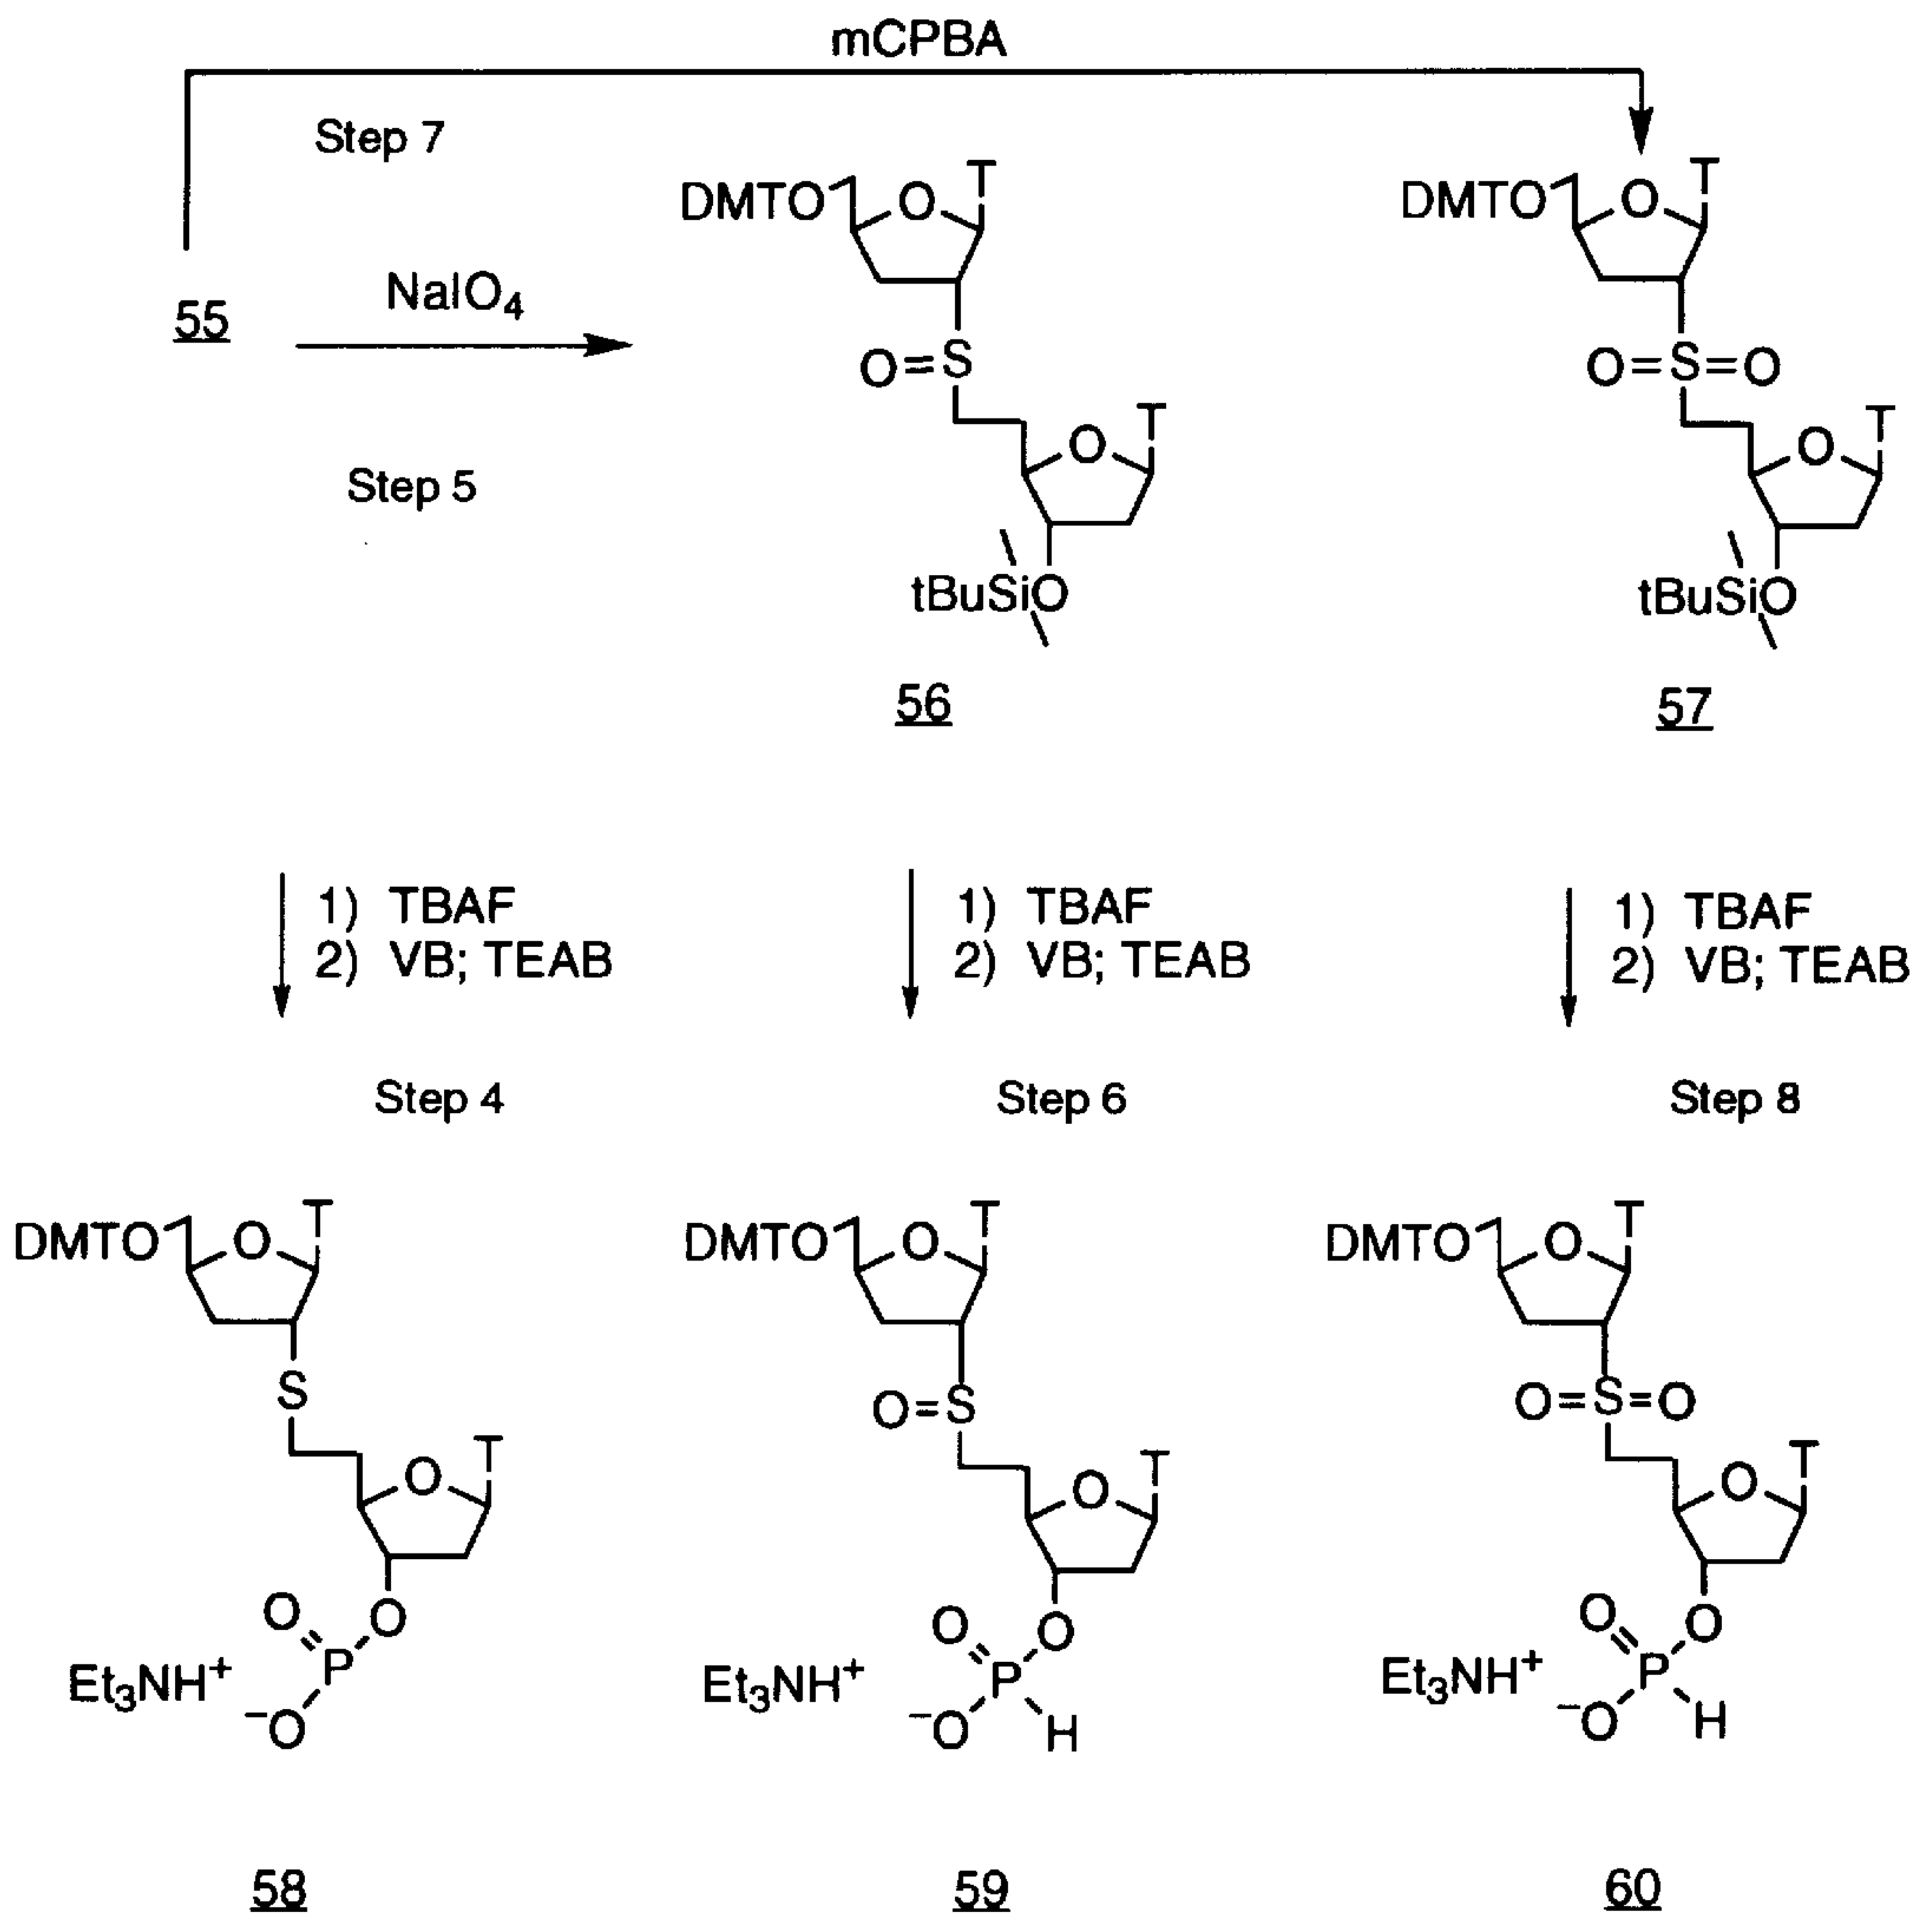 mCPBA
Step 7
55
NaIO4
Step 5
DMTO O T
O=S
O T
tBuSiO
56
DMTO O T
O=S=O
O T
tBuSiO
57
1) TBAF
2) VB; TEAB
Step 4
1) TBAF
2) VB; TEAB
Step 6
1) TBAF
2) VB; TEAB
Step 8
DMTO O T
S
O T
O O
P
Et3NH+
−O
58
DMTO O T
O=S
O T
O O
P
Et3NH+
−O H
59
DMTO O T
O=S=O
O T
O O
P
Et3NH+
−O H
60